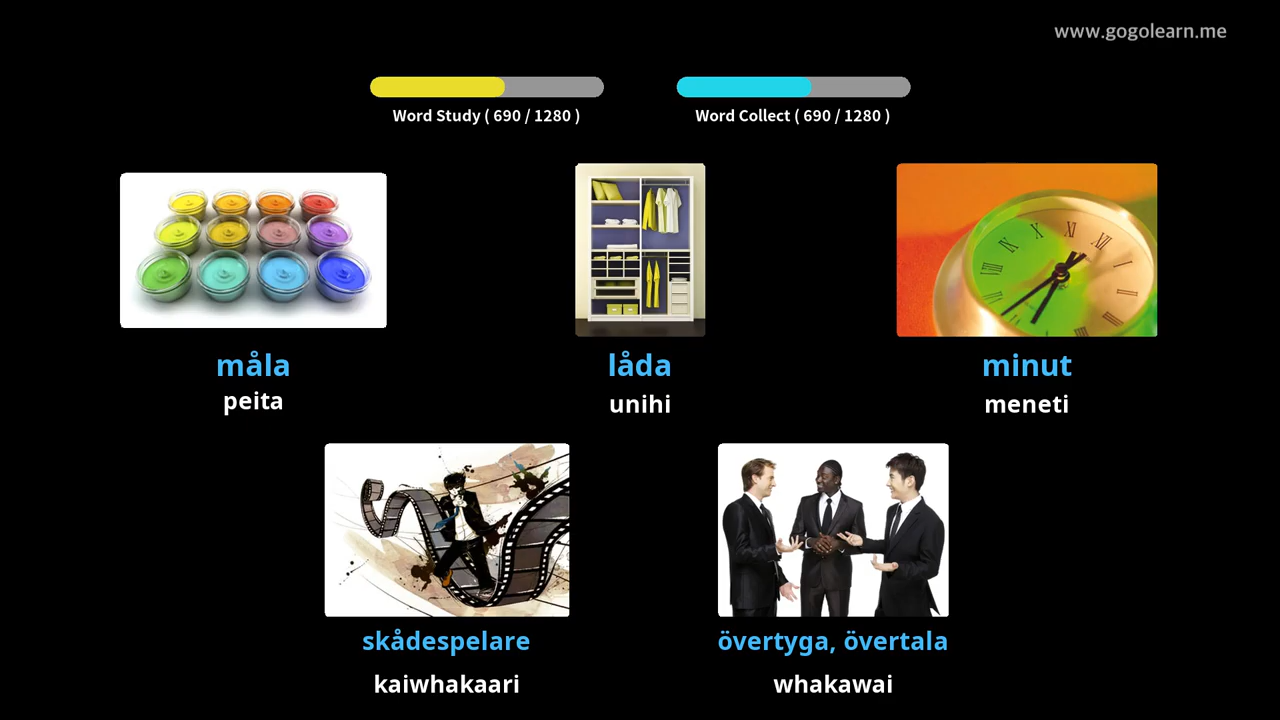 www.gogolearn.me
Word Study ( 690 / 1280 )
Word Collect ( 690 / 1280 )
måla
peita
låda
unihi
minut
meneti
skådespelare
kaiwhakaari
övertyga, övertala
whakawai